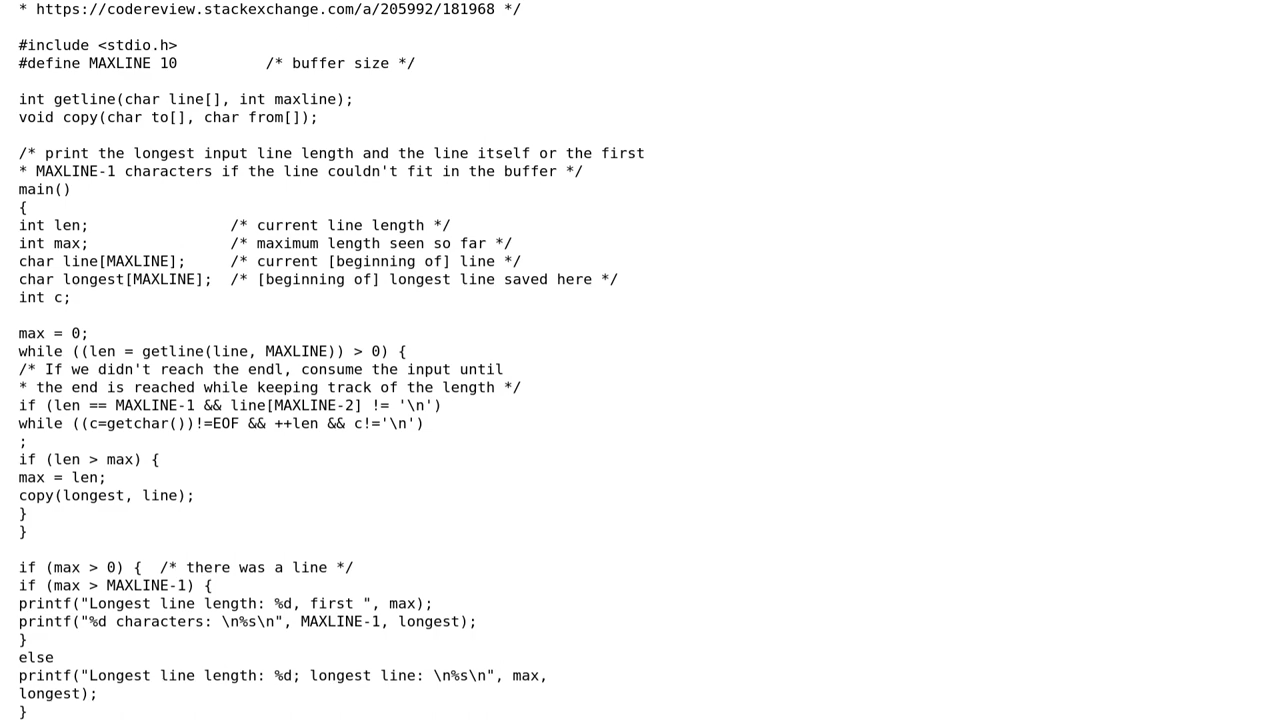 * https://codereview.stackexchange.com/a/205992/181968 */

#include <stdio.h>
#define MAXLINE 10          /* buffer size */

int getline(char line[], int maxline);
void copy(char to[], char from[]);

/* print the longest input line length and the line itself or the first
* MAXLINE-1 characters if the line couldn't fit in the buffer */
main()
{
int len;                /* current line length */
int max;                /* maximum length seen so far */
char line[MAXLINE];     /* current [beginning of] line */
char longest[MAXLINE];  /* [beginning of] longest line saved here */
int c;

max = 0;
while ((len = getline(line, MAXLINE)) > 0) {
/* If we didn't reach the endl, consume the input until
* the end is reached while keeping track of the length */
if (len == MAXLINE-1 && line[MAXLINE-2] != '\n')
while ((c=getchar())!=EOF && ++len && c!='\n')
;
if (len > max) {
max = len;
copy(longest, line);
}
}

if (max > 0) {  /* there was a line */
if (max > MAXLINE-1) {
printf("Longest line length: %d, first ", max);
printf("%d characters: \n%s\n", MAXLINE-1, longest);
}
else
printf("Longest line length: %d; longest line: \n%s\n", max,
longest);
}